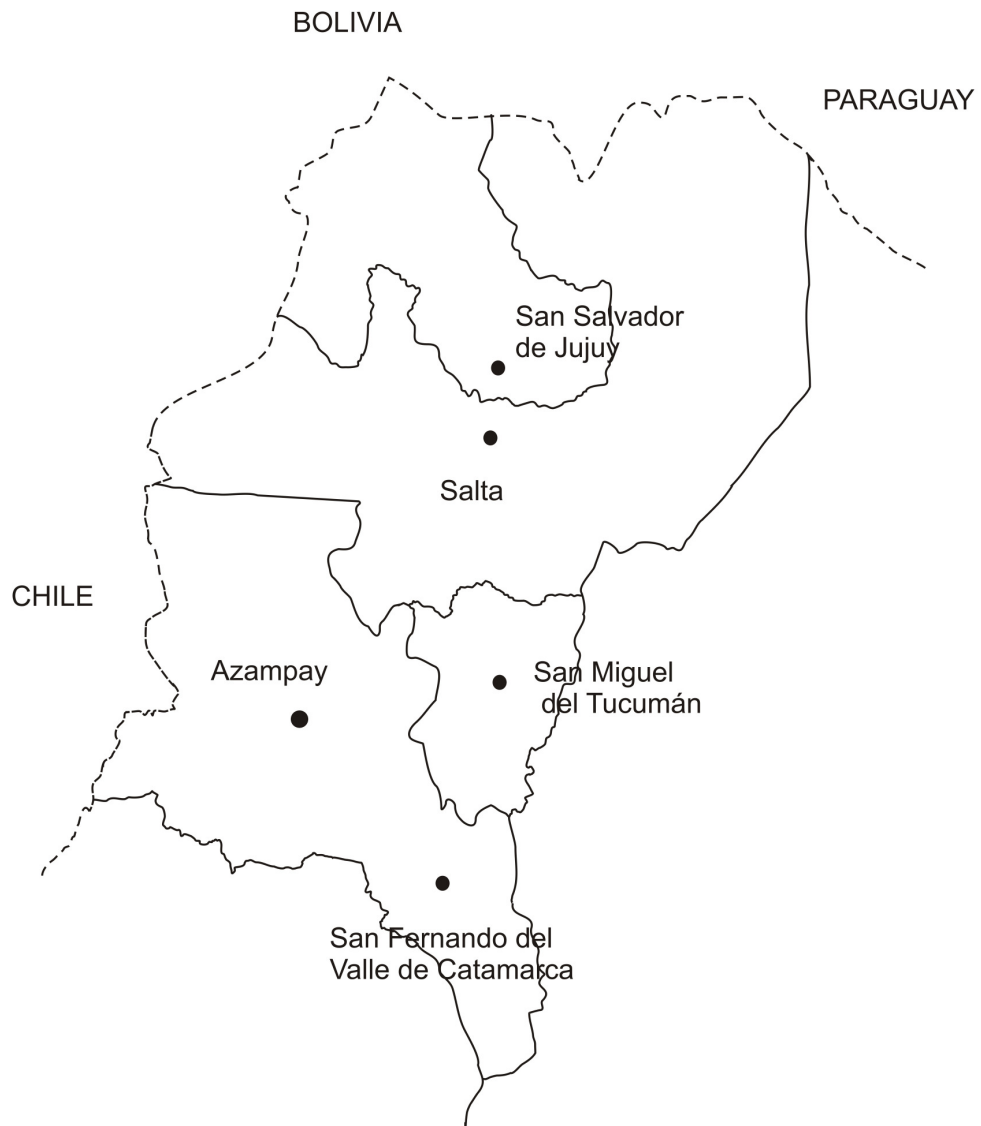 BOLIVIA
PARAGUAY
San Salvador
de Jujuy
Salta
CHILE
Azampay
San Miguel
del Tucumán
San Fernando del
Valle de Catamarca